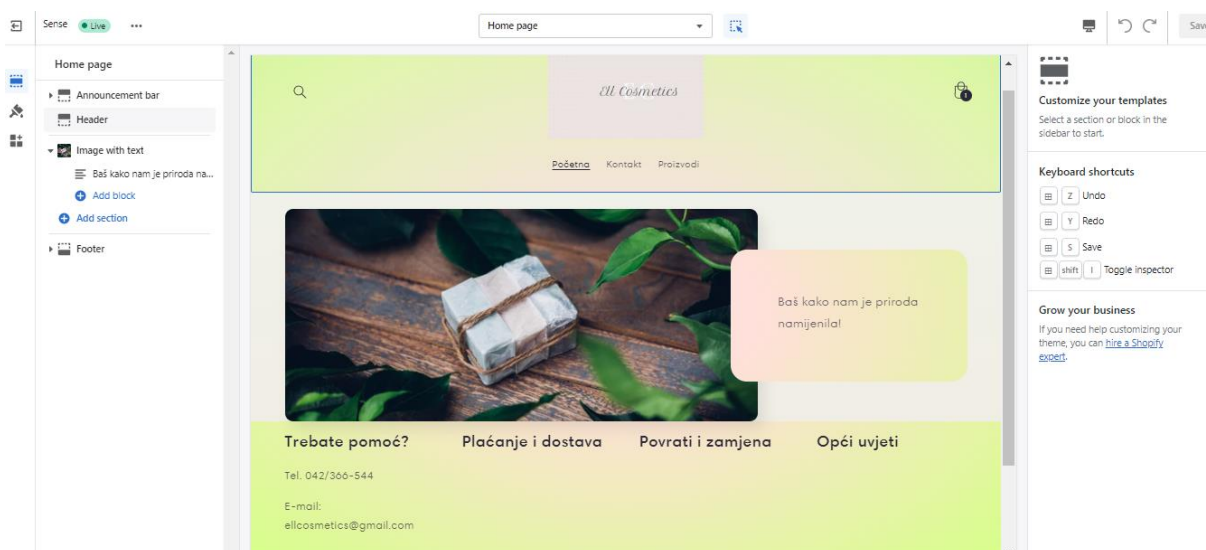 Sense Live ...
Home page
Save
Home page
Announcement bar
Header
Image with text
Baš kako nam je priroda na...
Add block
Add section
Footer
Ell Cosmetics
1
Početna Kontakt Proizvodi
Baš kako nam je priroda
namijenila!
Trebate pomoć? Plaćanje i dostava Povrati i zamjena Opći uvjeti
Tel. 042/366-544
E-mail:
ellcosmetics@gmail.com
Customize your templates
Select a section or block in the
sidebar to start.
Keyboard shortcuts
Z Undo
Y Redo
S Save
shift I Toggle inspector
Grow your business
If you need help customizing your
theme, you can hire a Shopify
expert.